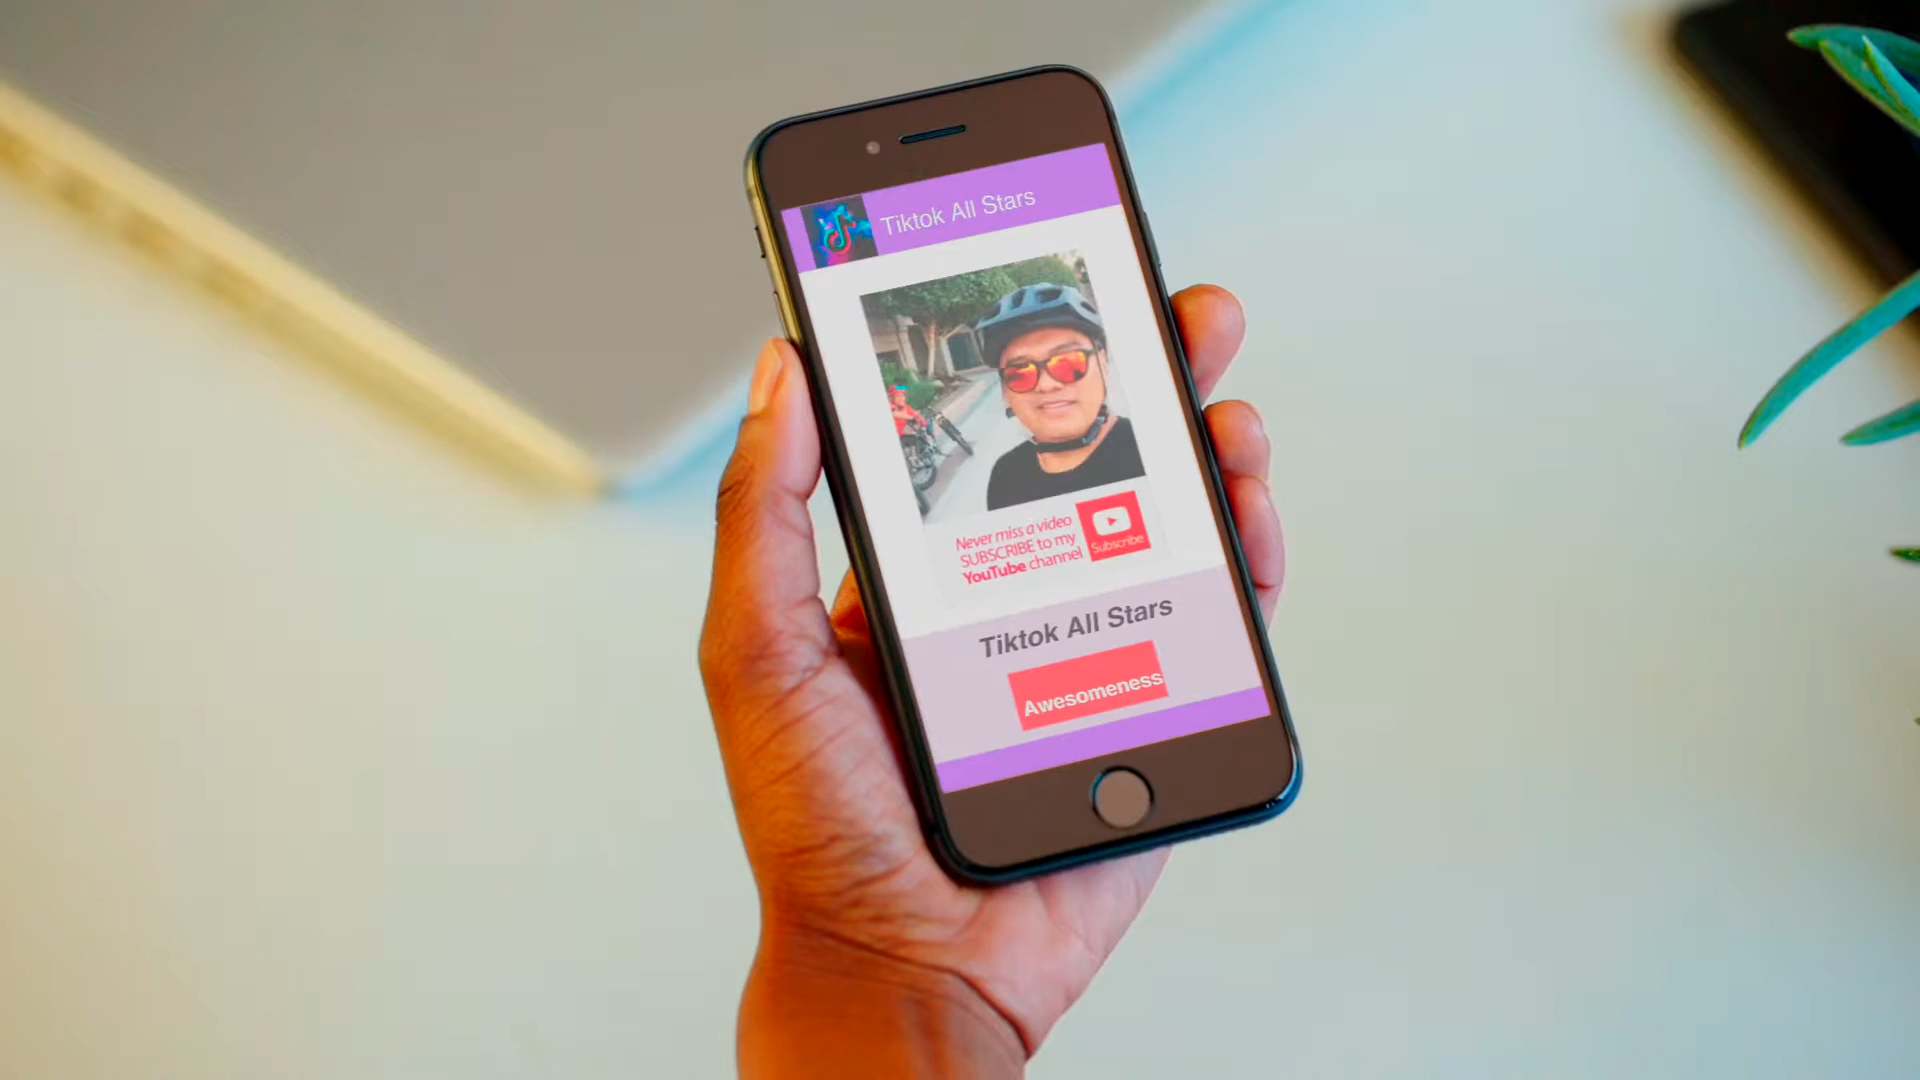 Tiktok All Stars
Never miss a video
SUBSCRIBE to my
YouTube channel
Subscribe
Tiktok All Stars
Awesomeness